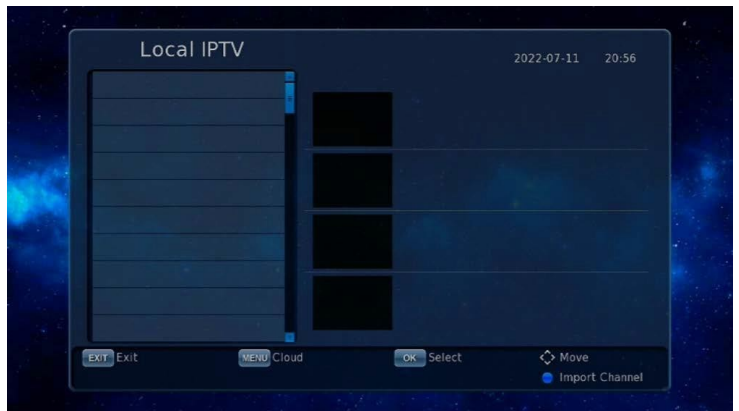 Local IPTV
2022-07-11 20:56
EXIT Exit MENU Cloud OK Select Move
Import Channel